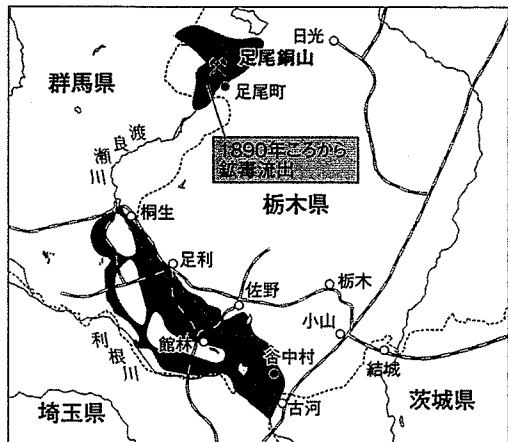 日光
足尾銅山
群馬県
足尾町
渡良瀬川
1890年ころから
鉱毒流出
栃木県
桐生
足利
佐野
栃木
小山
館林
利根川
谷中村
結城
古河
埼玉県
茨城県